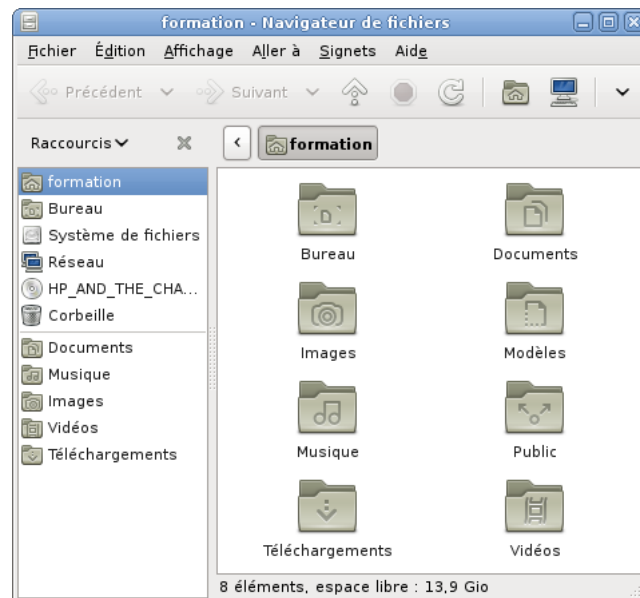 formation - Navigateur de fichiers
Fichier Édition Affichage Aller à Signets Aide
Précédent Suivant
Raccourcis
formation
formation
Bureau
Système de fichiers
Réseau
HP_AND_THE_CHA...
Corbeille
Documents
Musique
Images
Vidéos
Téléchargements
Bureau Documents
Images Modèles
Musique Public
Téléchargements Vidéos
8 éléments, espace libre : 13,9 Gio